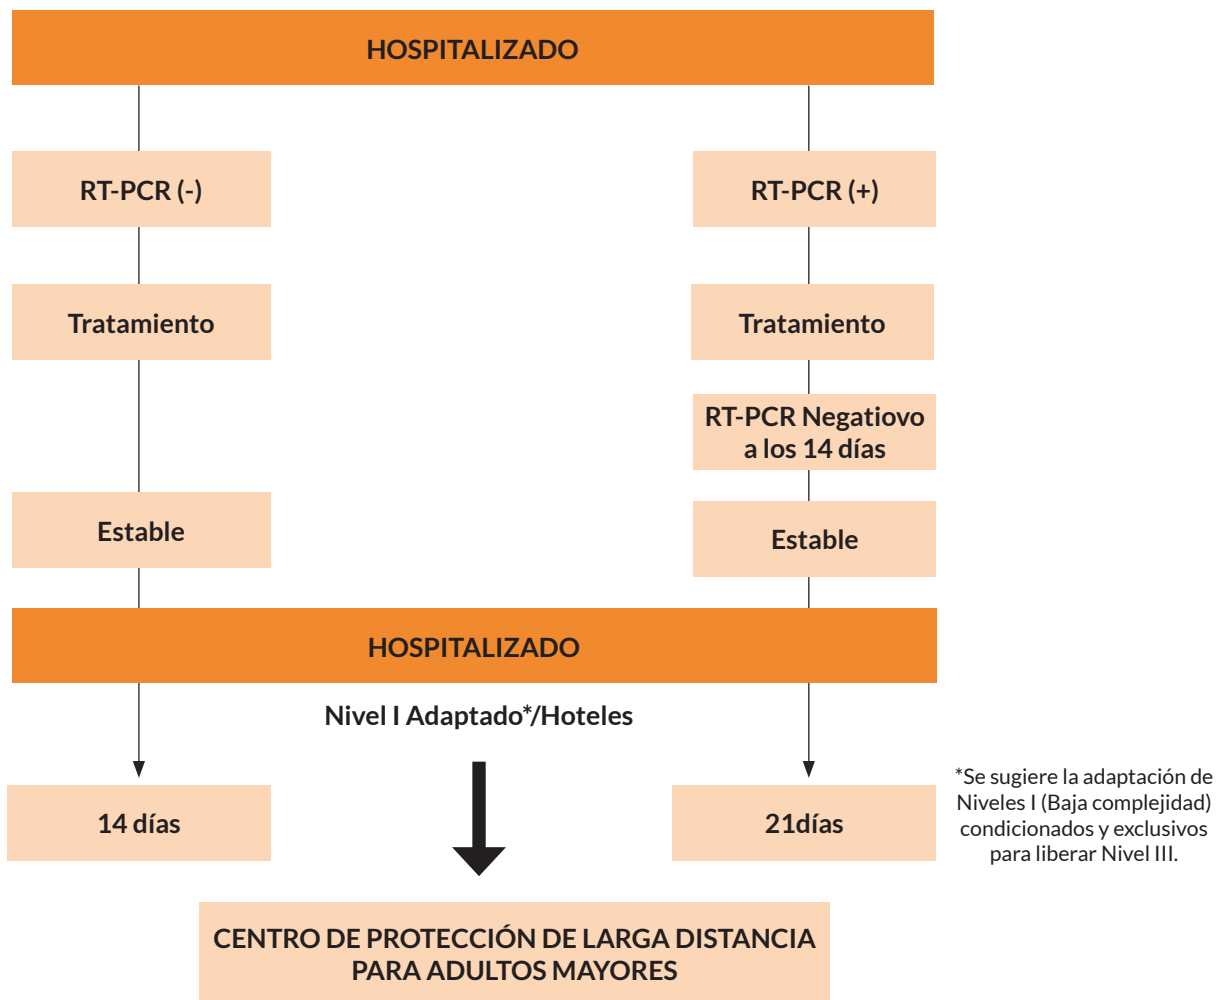 HOSPITALIZADO
RT-PCR (-)
RT-PCR (+)
Tratamiento
Tratamiento
RT-PCR Negatiovo
a los 14 días
Estable
Estable
HOSPITALIZADO
Nivel I Adaptado*/Hoteles
14 días
21días
*Se sugiere la adaptación de
Niveles I (Baja complejidad)
condicionados y exclusivos
para liberar Nivel III.
CENTRO DE PROTECCIÓN DE LARGA DISTANCIA
PARA ADULTOS MAYORES